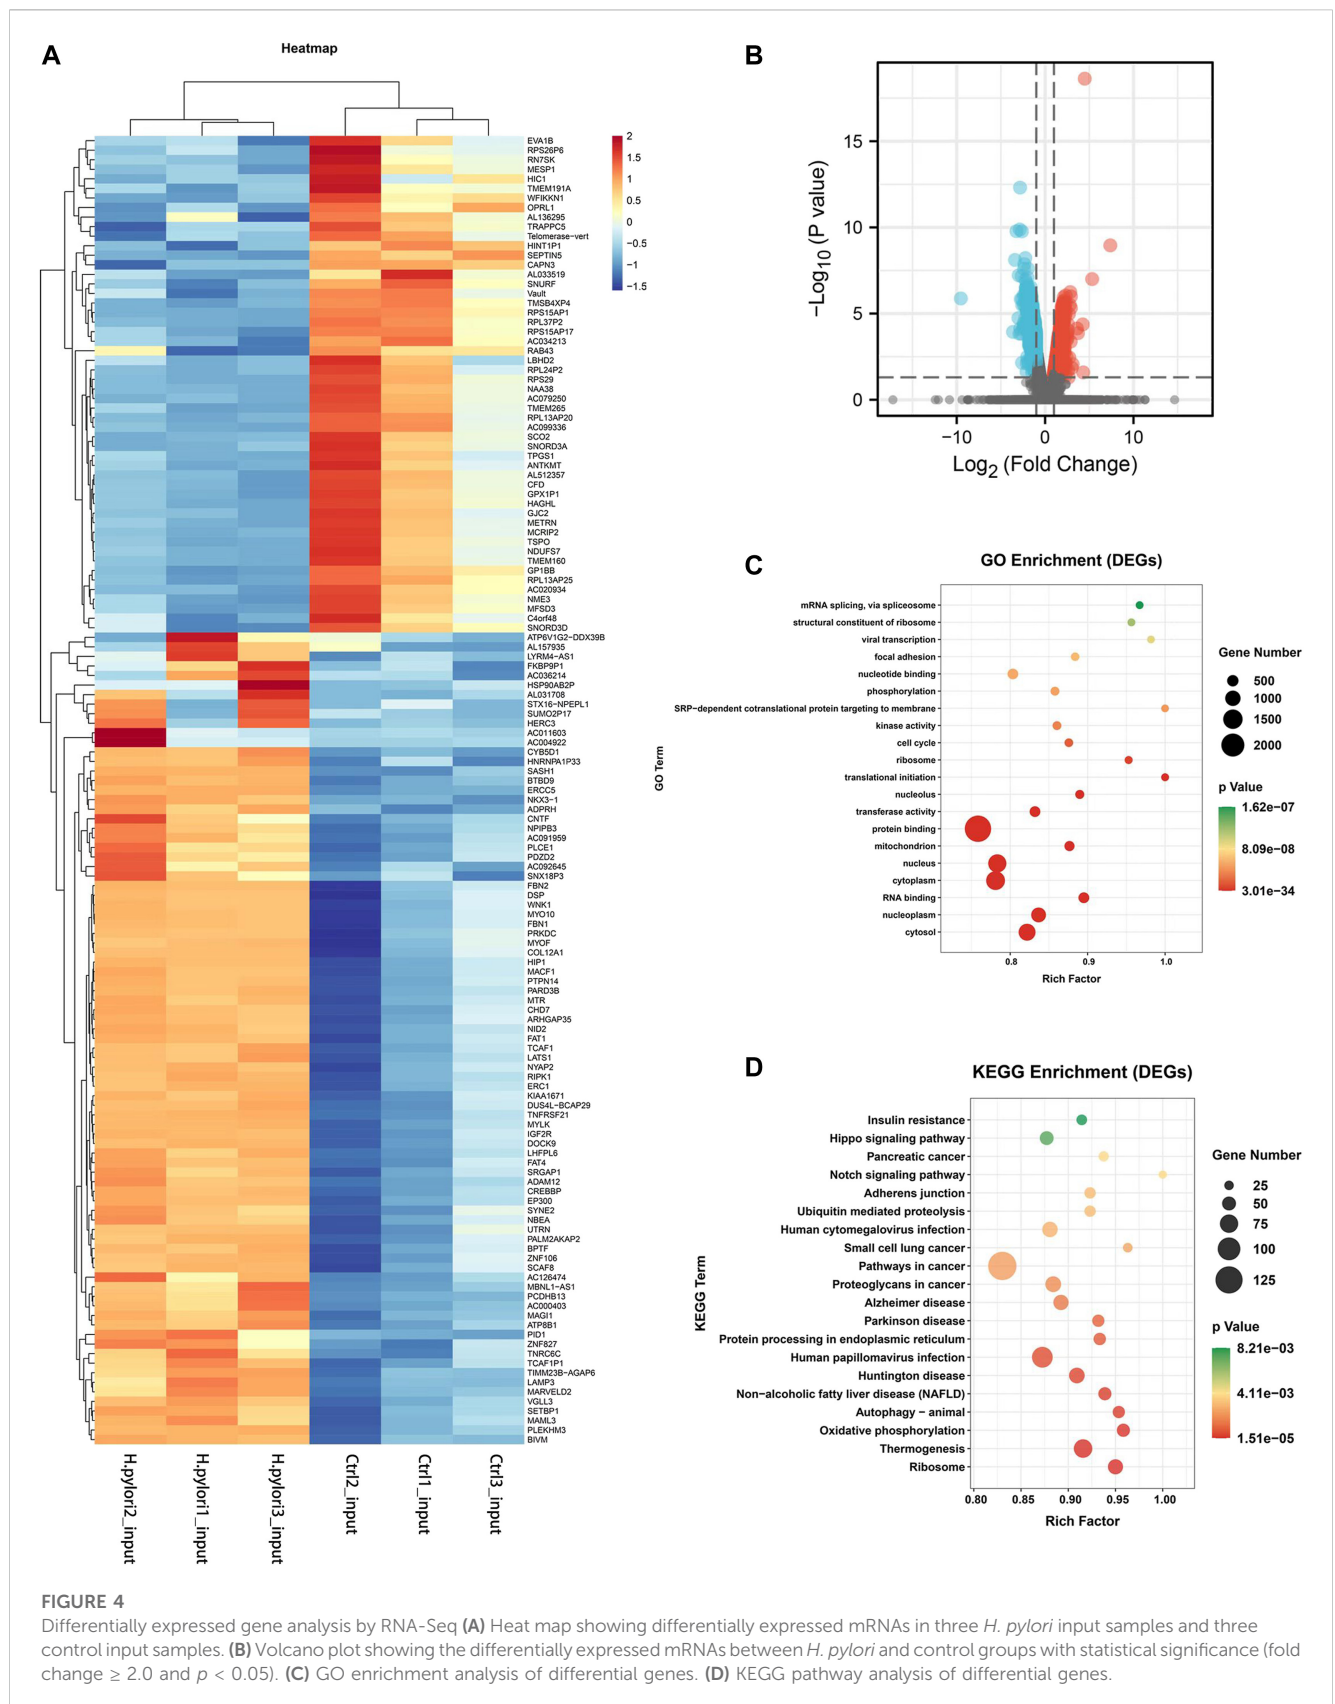 A
Heatmap
EVA1B
RPS26P6
RN7SK
MESP1
HIC1
TMEM191A
WFIKKN1
OPRL1
AL136295
TRAPPC5
Telomerase-vert
HINT1P1
SEPTIN5
CAPN3
AL033519
SNURF
Vault
TMSB4XP4
RPS15AP1
RPL37P2
RPS15AP17
AC034213
RAB43
LBHD2
RPL24P2
RPS29
NAA38
AC079250
TMEM265
RPL13AP20
AC099336
SCO2
SNORD3A
TPGS1
ANTKMT
AL512357
CFD
GPX1P1
HAGHL
GJC2
METRN
MCRIP2
TSPO
NDUFS7
TMEM160
GP1BB
RPL13AP25
AC020934
NME3
MFSD3
C4orf48
SNORD3D
ATP6V1G2-DDX39B
AL157935
LYRM4-AS1
FKBP9P1
AC036214
HSP90AB2P
AL031708
STX16-NPEPL1
SUMO2P17
HERC3
AC011603
AC004922
CYB5D1
HNRNPA1P33
SASH1
BTBD9
ERCC5
NKX3-1
ADPRH
CNTF
NPIPB3
AC091959
PLCE1
PDZD2
AC092645
SNX18P3
FBN2
DSP
WNK1
MYO10
FBN1
PRKDC
MYOF
COL12A1
HIP1
MACF1
PTPN14
PARD3B
MTR
CHD7
ARHGAP35
NID2
FAT1
TCAF1
LATS1
NYAP2
RIPK1
ERC1
KIAA1671
DUS4L-BCAP29
TNFRSF21
MYLK
IGF2R
DOCK9
LHFPL6
FAT4
SRGAP1
ADAM12
CREBBP
EP300
SYNE2
NBEA
UTRN
PALM2AKAP2
BPTF
ZNF106
SCAF8
AC126474
MBNL1-AS1
PCDHB13
AC000403
MAGI1
ATP8B1
PID1
ZNF827
TNRC6C
TCAF1P1
TIMM23B-AGAP6
LAMP3
MARVELD2
VGLL3
SETBP1
MAML3
PLEKHM3
BIVM
2
1.5
1
0.5
0
−0.5
−1
−1.5
H.pylori2_input
H.pylori1_input
H.pylori3_input
Ctrl2_input
Ctrl1_input
Ctrl3_input
B
−Log10 (P value)
15
10
5
0
−10
0
10
Log2 (Fold Change)
C
GO Enrichment (DEGs)
GO Term
mRNA splicing, via spliceosome
structural constituent of ribosome
viral transcription
focal adhesion
nucleotide binding
phosphorylation
SRP-dependent cotranslational protein targeting to membrane
kinase activity
cell cycle
ribosome
translational initiation
nucleolus
transferase activity
protein binding
mitochondrion
nucleus
cytoplasm
RNA binding
nucleoplasm
cytosol
0.8
0.9
1.0
Rich Factor
Gene Number
500
1000
1500
2000
p Value
1.62e-07
8.09e-08
3.01e-34
D
KEGG Enrichment (DEGs)
KEGG Term
Insulin resistance
Hippo signaling pathway
Pancreatic cancer
Notch signaling pathway
Adherens junction
Ubiquitin mediated proteolysis
Human cytomegalovirus infection
Small cell lung cancer
Pathways in cancer
Proteoglycans in cancer
Alzheimer disease
Parkinson disease
Protein processing in endoplasmic reticulum
Human papillomavirus infection
Huntington disease
Non-alcoholic fatty liver disease (NAFLD)
Autophagy − animal
Oxidative phosphorylation
Thermogenesis
Ribosome
0.80
0.85
0.90
0.95
1.00
Rich Factor
Gene Number
25
50
75
100
125
p Value
8.21e-03
4.11e-03
1.51e-05
FIGURE 4
Differentially expressed gene analysis by RNA-Seq (A) Heat map showing differentially expressed mRNAs in three H. pylori input samples and three
control input samples. (B) Volcano plot showing the differentially expressed mRNAs between H. pylori and control groups with statistical significance (fold
change ≥ 2.0 and p < 0.05). (C) GO enrichment analysis of differential genes. (D) KEGG pathway analysis of differential genes.